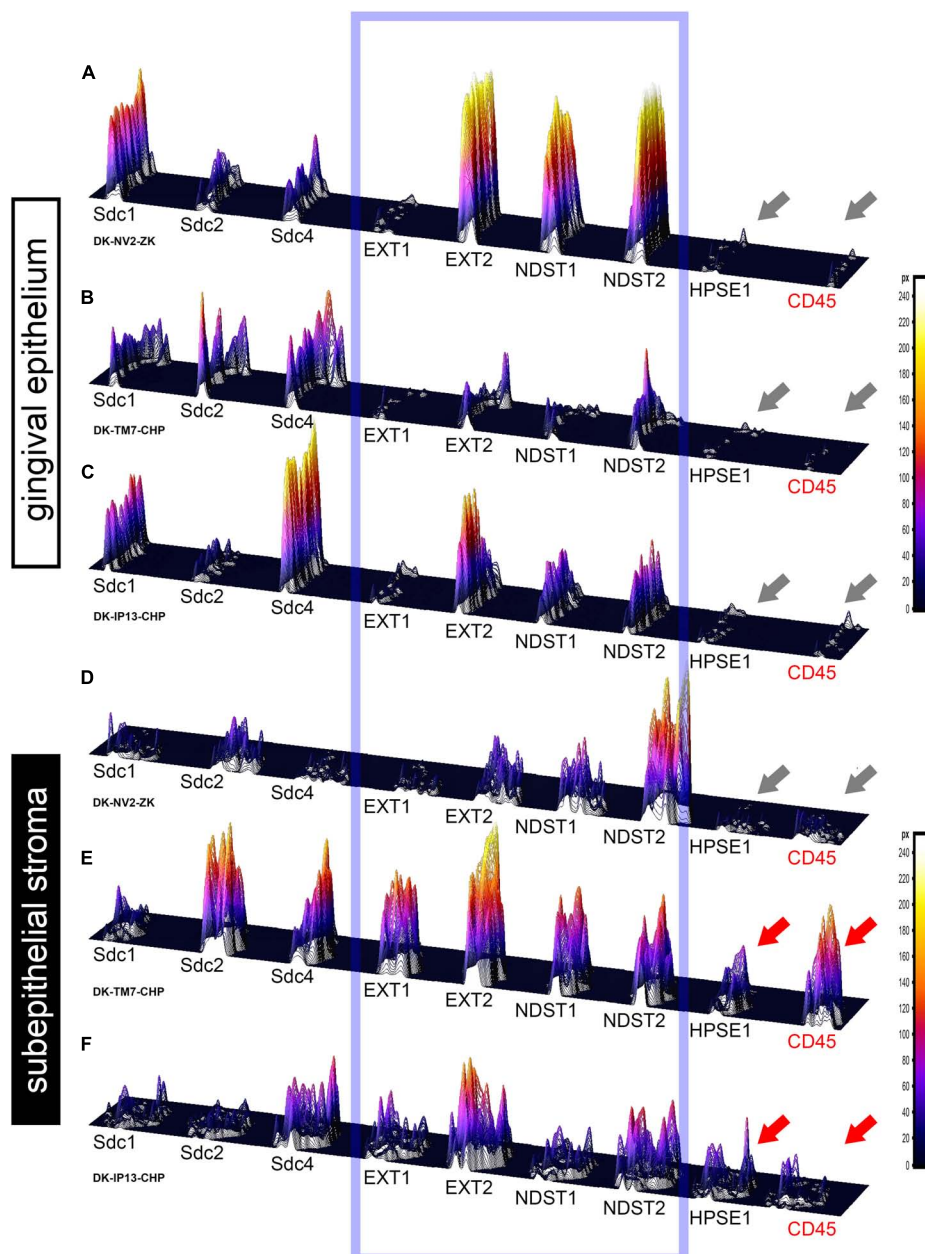 A
Sdc1
Sdc2
Sdc4
EXT1
EXT2
NDST1
NDST2
HPSE1
CD45
DK-NV2-ZK
B
Sdc1
Sdc2
Sdc4
EXT1
EXT2
NDST1
NDST2
HPSE1
CD45
DK-TM7-CHP
C
Sdc1
Sdc2
Sdc4
EXT1
EXT2
NDST1
NDST2
HPSE1
CD45
DK-IP13-CHP
gingival epithelium
px
240
220
200
180
160
140
120
100
80
60
40
20
0
D
Sdc1
Sdc2
Sdc4
EXT1
EXT2
NDST1
NDST2
HPSE1
CD45
DK-NV2-ZK
E
Sdc1
Sdc2
Sdc4
EXT1
EXT2
NDST1
NDST2
HPSE1
CD45
DK-TM7-CHP
F
Sdc1
Sdc2
Sdc4
EXT1
EXT2
NDST1
NDST2
HPSE1
CD45
DK-IP13-CHP
subepithelial stroma
px
240
220
200
180
160
140
120
100
80
60
40
20
0